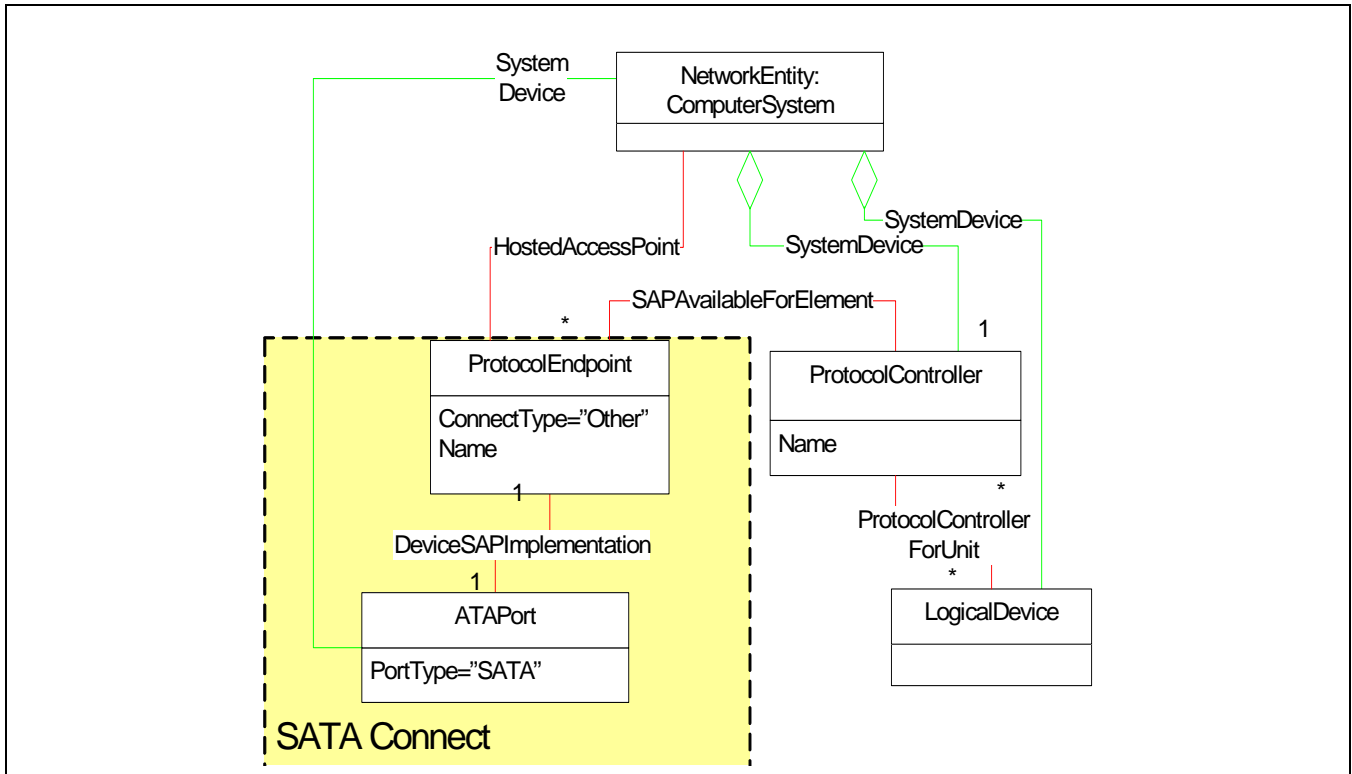 System
Device
NetworkEntity:
ComputerSystem
SystemDevice
HostedAccessPoint
SystemDevice
SAPAvailableForElement
*
1
ProtocolEndpoint
ConnectType=”Other”
Name
1
ProtocolController
Name
*
DeviceSAPImplementation
ProtocolController
ForUnit
1
*
ATAPort
PortType=”SATA”
LogicalDevice
SATA Connect